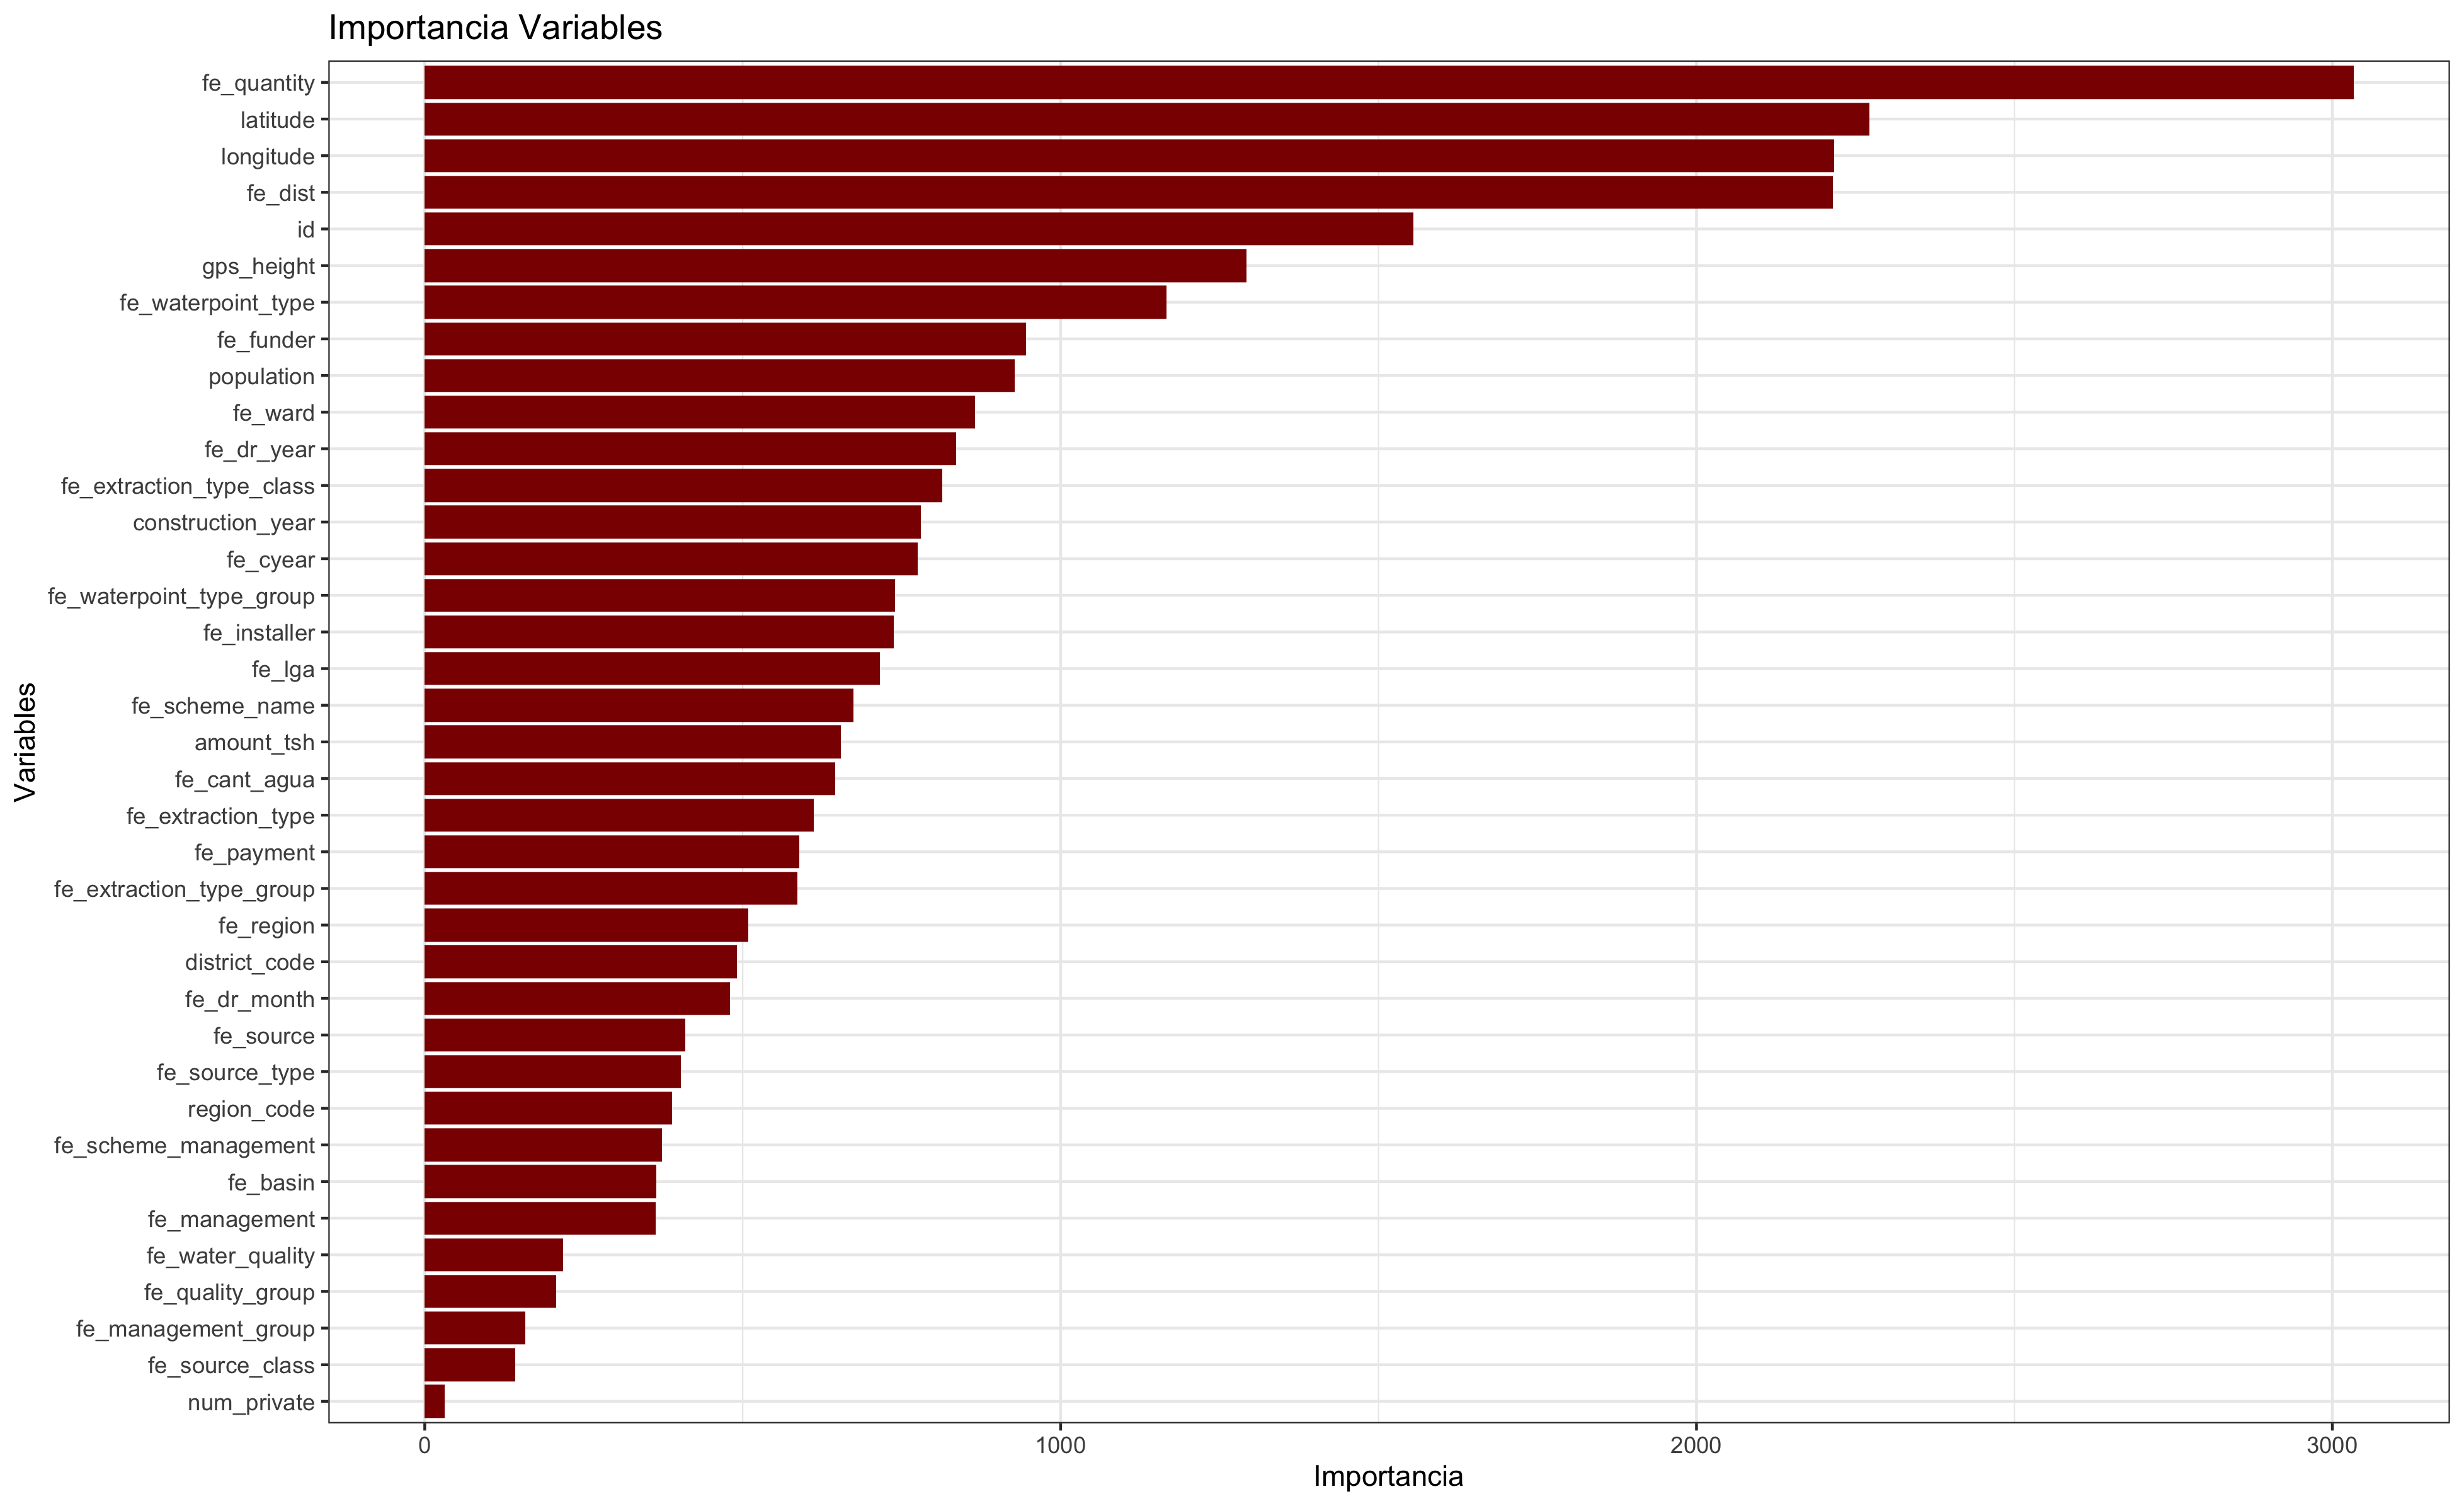 Importancia Variables
fe_quantity
latitude
longitude
fe_dist
id
gps_height
fe_waterpoint_type
fe_funder
population
fe_ward
fe_dr_year
fe_extraction_type_class
construction_year
fe_cyear
fe_waterpoint_type_group
fe_installer
fe_lga
fe_scheme_name
amount_tsh
fe_cant_agua
fe_extraction_type
fe_payment
fe_extraction_type_group
fe_region
district_code
fe_dr_month
fe_source
fe_source_type
region_code
fe_scheme_management
fe_basin
fe_management
fe_water_quality
fe_quality_group
fe_management_group
fe_source_class
num_private
Variables
0 1000 2000 3000
Importancia